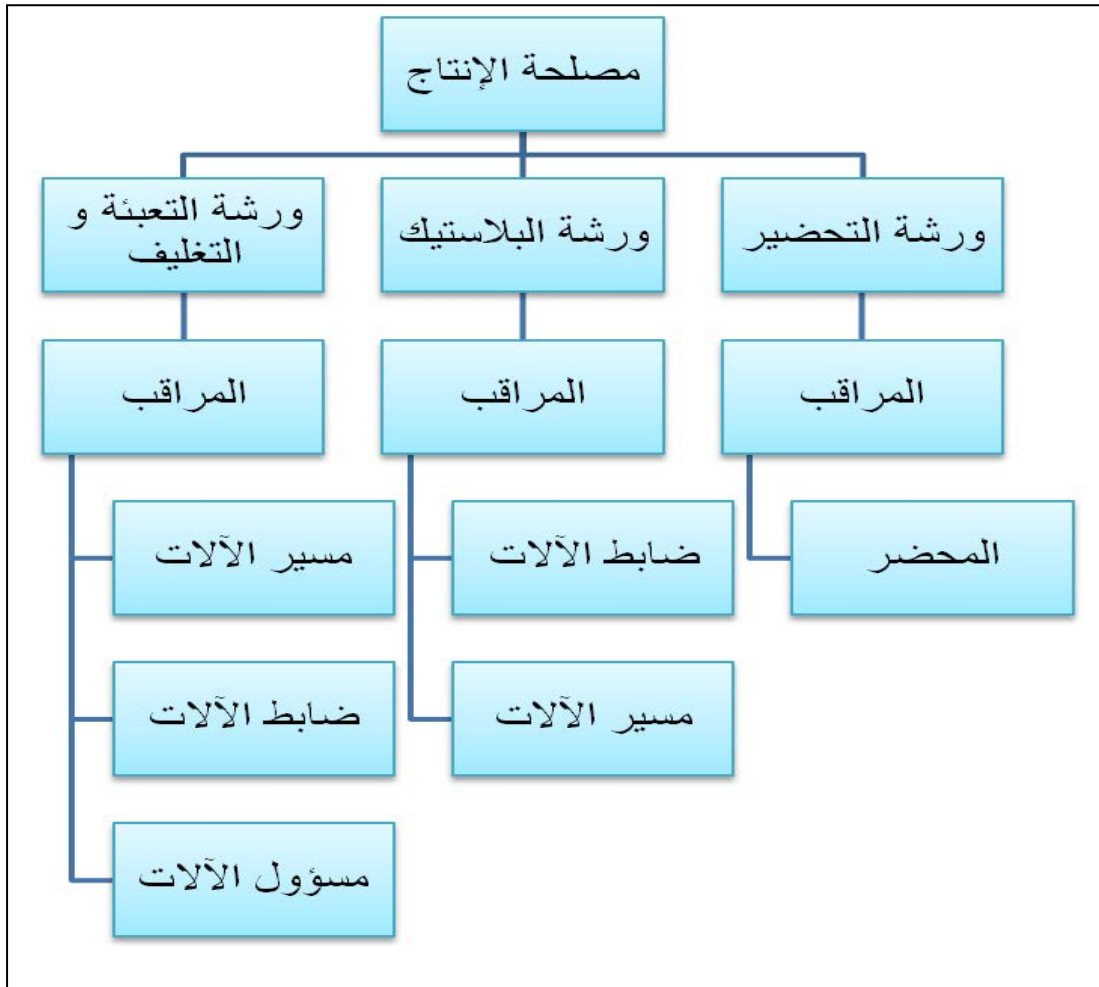 مصلحة الإنتاج
ورشة التحضير
ورشة البلاستيك
ورشة التعبئة و
التغليف
المراقب
المراقب
المراقب
المحضر
ضابط الآلات
مسير الآلات
مسير الآلات
ضابط الآلات
مسؤول الآلات